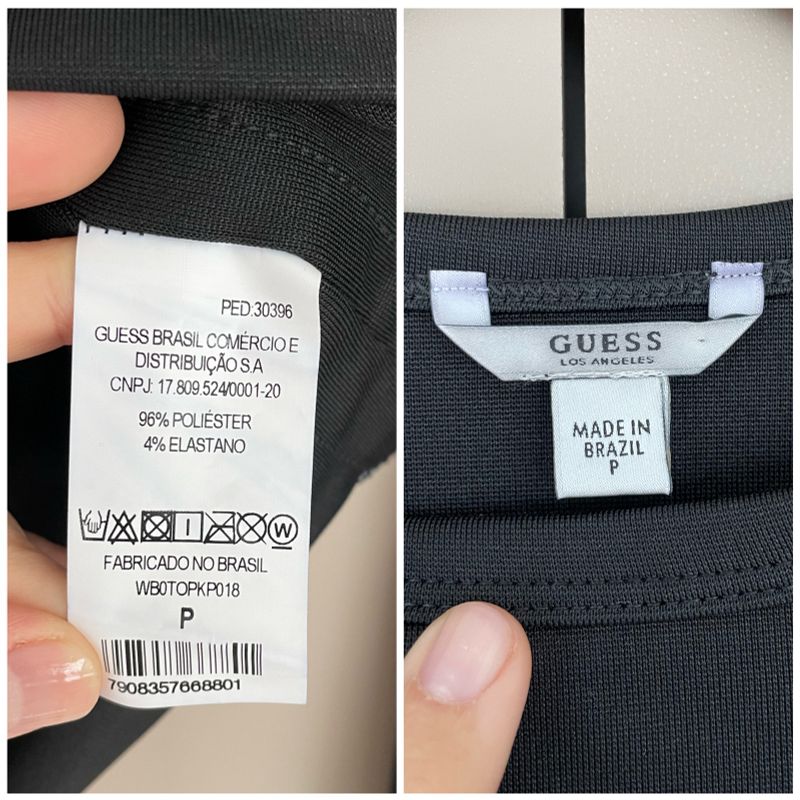 PED:30396
GUESS BRASIL COMÉRCIO E
DISTRIBUIÇÃO S.A
CNPJ: 17.809.524/0001-20
96% POLIÉSTER
4% ELASTANO
W
FABRICADO NO BRASIL
WB0TOPKP018
P
7908357668801
GUESS
LOS ANGELES
MADE IN
BRAZIL
P